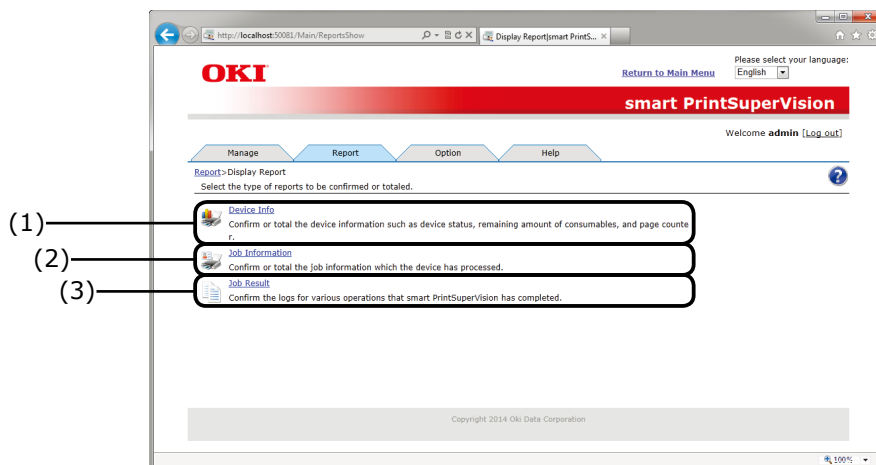 http://localhost:50081/Main/ReportsShow
Display Report|smart PrintS...
Please select your language:
OKI
Return to Main Menu
English
smart PrintSuperVision
Welcome admin [Log out]
Manage
Report
Option
Help
Report>Display Report
Select the type of reports to be confirmed or totaled.
?
(1)
Device Info
Confirm or total the device information such as device status, remaining amount of consumables, and page counte
r.
(2)
Job Information
Confirm or total the job information which the device has processed.
(3)
Job Result
Confirm the logs for various operations that smart PrintSuperVision has completed.
Copyright 2014 Oki Data Corporation
100%